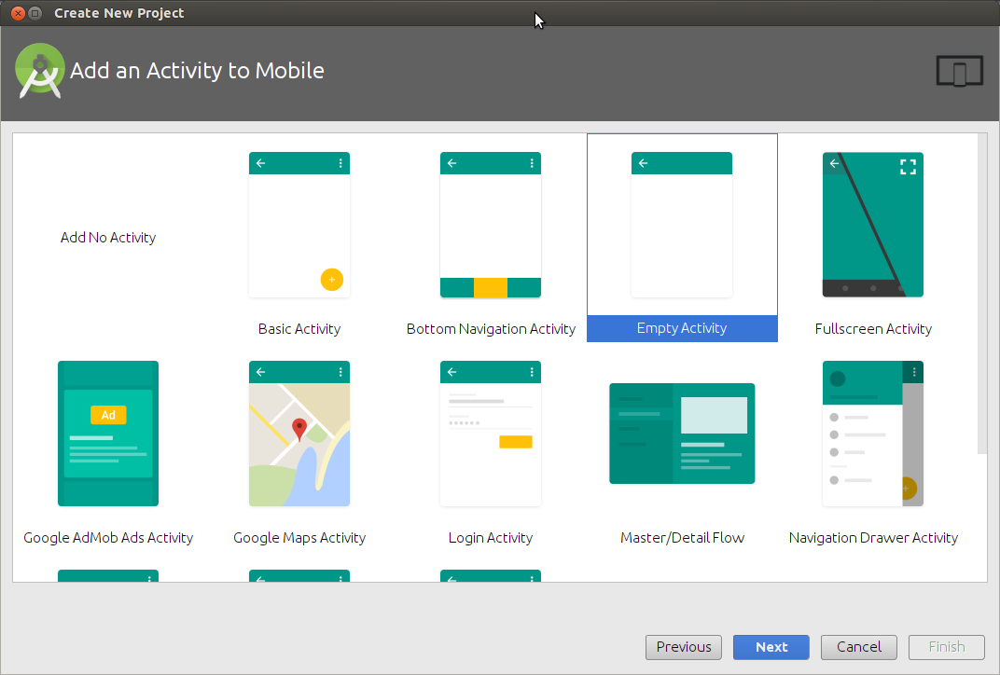 Create New Project
Add an Activity to Mobile
Add No Activity
Basic Activity
Bottom Navigation Activity
Empty Activity
Fullscreen Activity
Ad
Google AdMob Ads Activity
Google Maps Activity
Login Activity
Master/Detail Flow
Navigation Drawer Activity
Previous
Next
Cancel
Finish